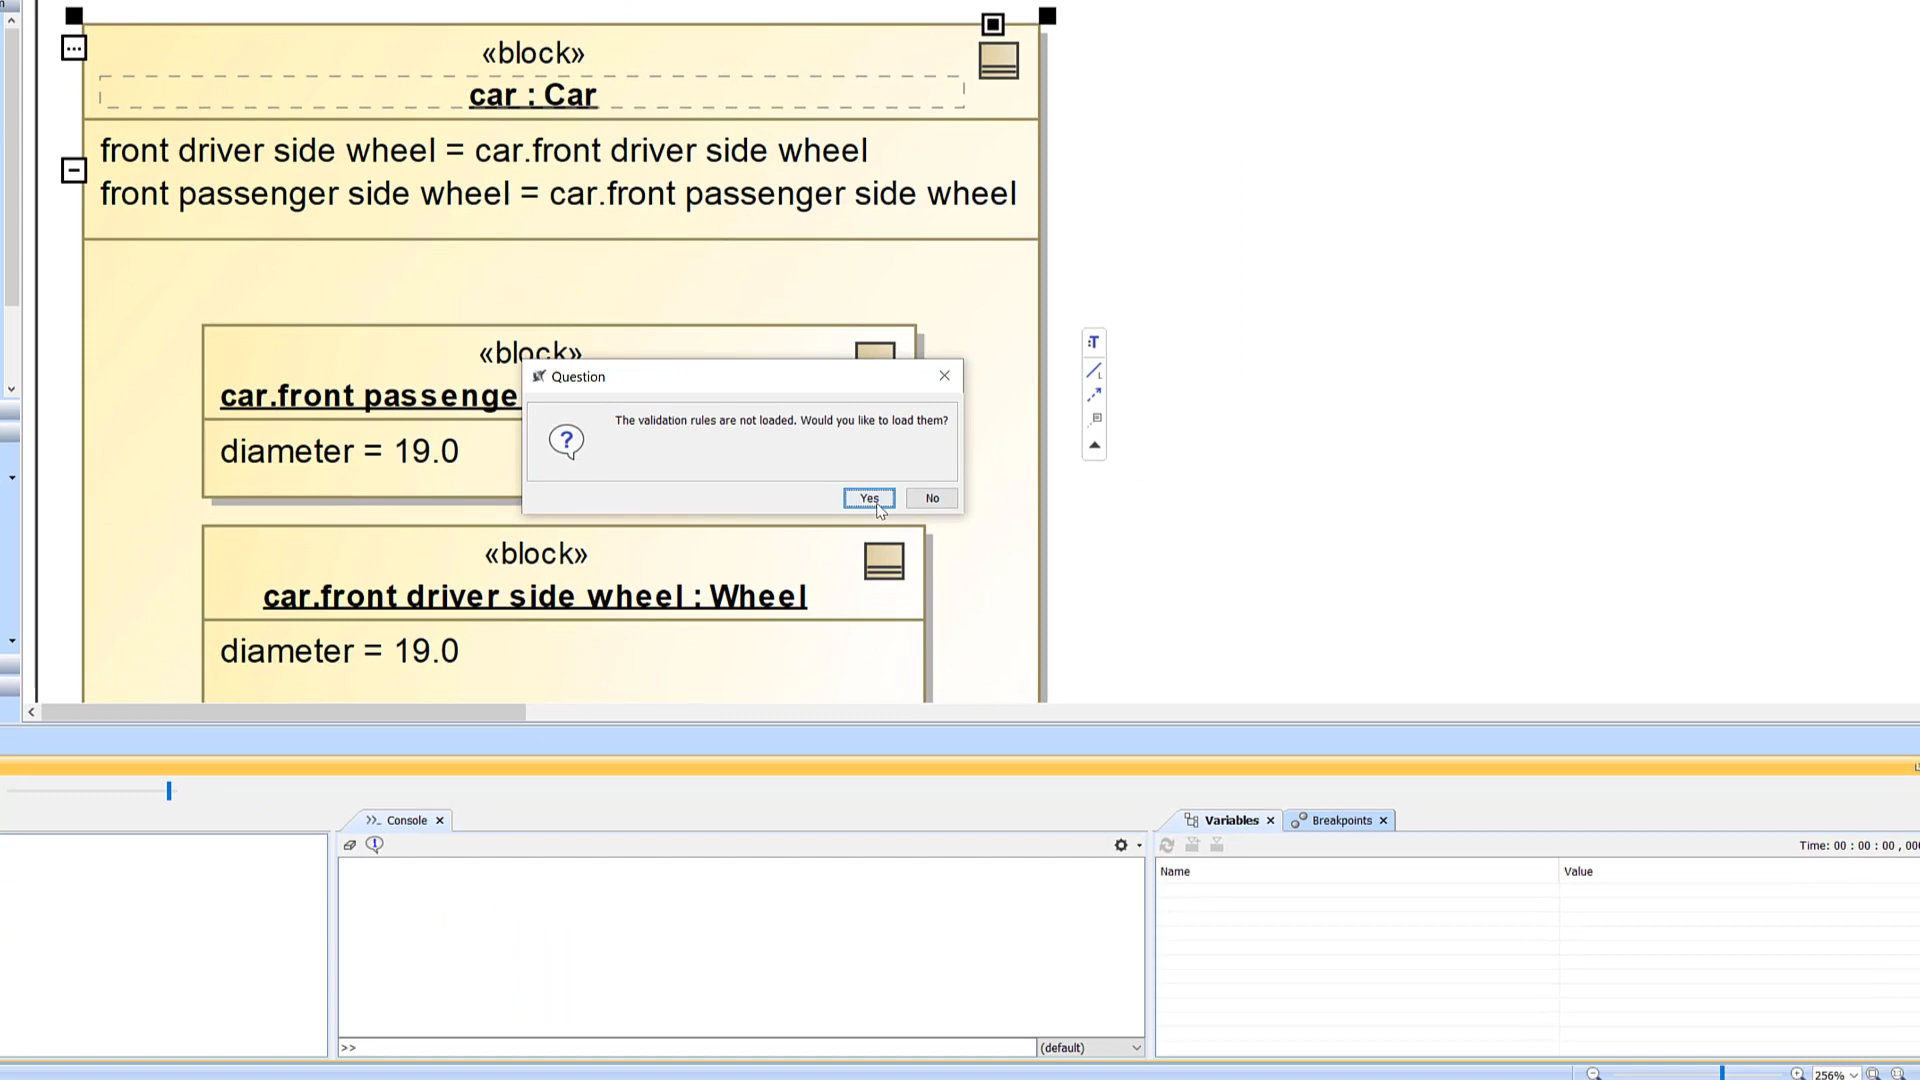 «block»
car : Car
front driver side wheel = car.front driver side wheel
front passenger side wheel = car.front passenger side wheel
«block»
car.front passenge
diameter = 19.0
Question
The validation rules are not loaded. Would you like to load them?
Yes
No
«block»
car.front driver side wheel : Wheel
diameter = 19.0
Console
Variables
Breakpoints
Time: 00 : 00 : 00 , 000
Name
Value
>>
(default)
256%